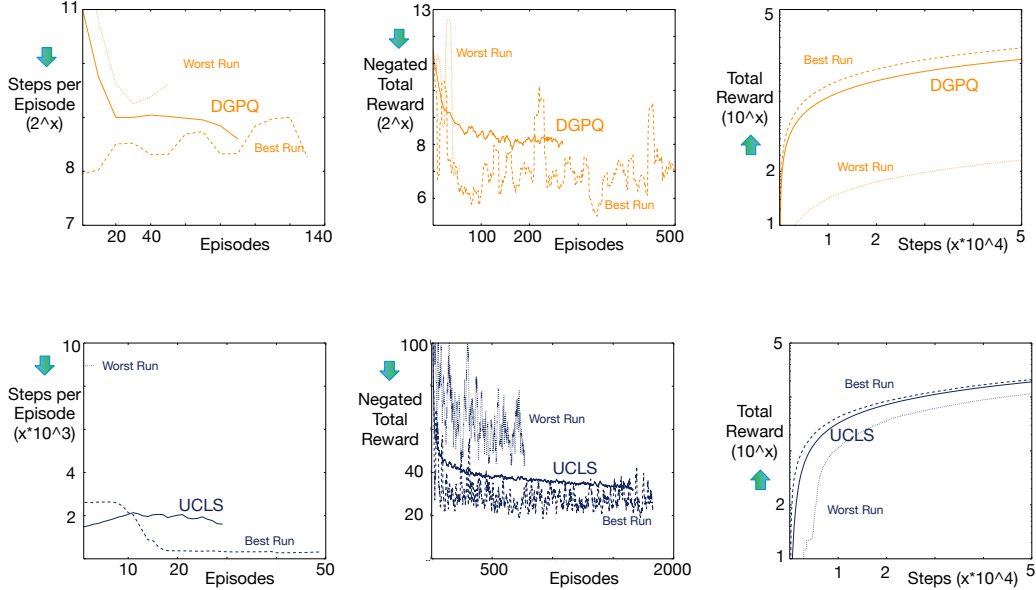 11
Steps per
Episode
(2^x)
8
7
Worst Run
DGPQ
Best Run
20
40
140
Episodes
13
Negated
Total
Reward
(2^x)
8
6
Worst Run
DGPQ
Best Run
100
200
400
500
Episodes
5
Total
Reward
(10^x)
2
1
Best Run
DGPQ
Worst Run
1
2
5
Steps (x*10^4)
10
Steps per
Episode
(x*10^3)
2
Worst Run
UCLS
Best Run
10
20
50
Episodes
100
Negated
Total
Reward
40
20
Worst Run
UCLS
Best Run
500
2000
Episodes
5
Total
Reward
(10^x)
2
1
Best Run
UCLS
Worst Run
1
2
5
Steps (x*10^4)